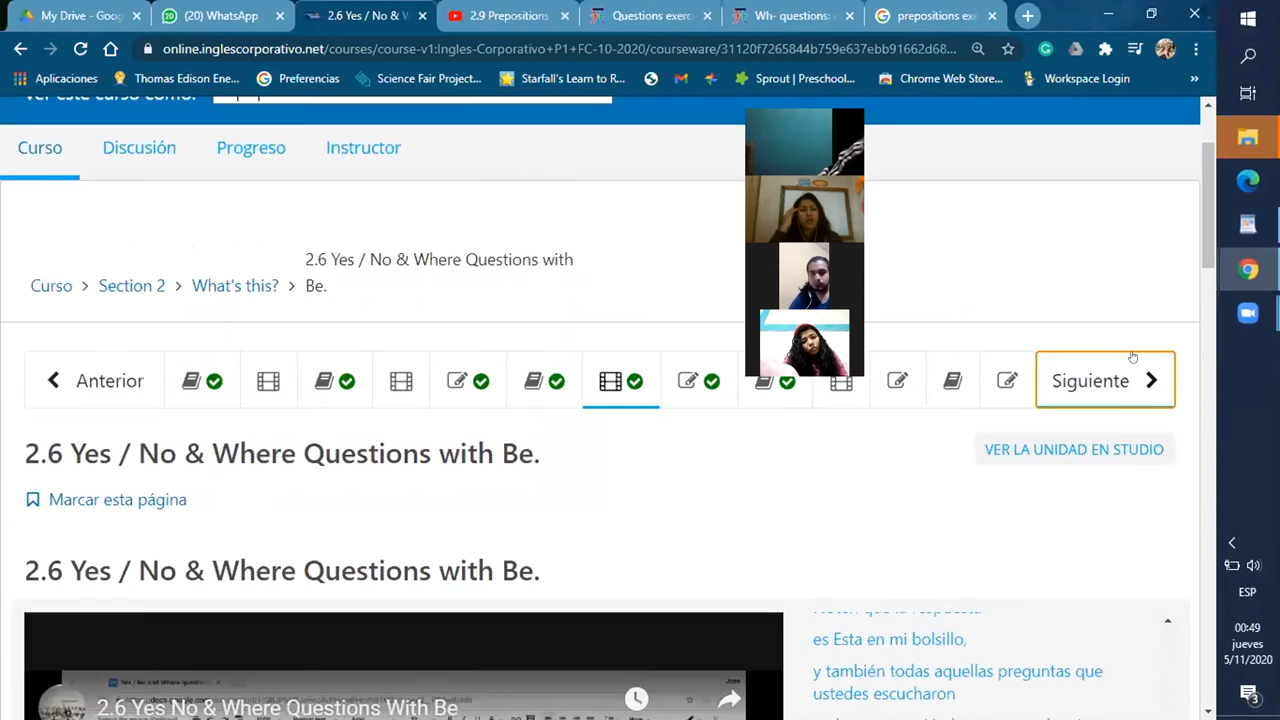 My Drive - Goog
(20) WhatsApp
2.6 Yes / No & V
2.9 Prepositions
Questions exerc
Wh- questions: e
prepositions exe
online.inglescorporativo.net/courses/course-v1:Ingles-Corporativo+P1+FC-10-2020/courseware/31120f7265844b759e637ebb91662d68...
Aplicaciones
Thomas Edison Ene...
Preferencias
Science Fair Project...
Starfall's Learn to R...
Sprout | Preschool...
Chrome Web Store...
Workspace Login
»
Ver este curso como:
Curso
Discusión
Progreso
Instructor
2.6 Yes / No & Where Questions with
Curso > Section 2 > What's this? > Be.
Anterior
Siguiente
2.6 Yes / No & Where Questions with Be.
VER LA UNIDAD EN STUDIO
Marcar esta página
2.6 Yes / No & Where Questions with Be.
es Esta en mi bolsillo,
y también todas aquellas preguntas que
ustedes escucharon
2.6 Yes No & Where Questions With Be
ESP
00:49
jueves
5/11/2020
3